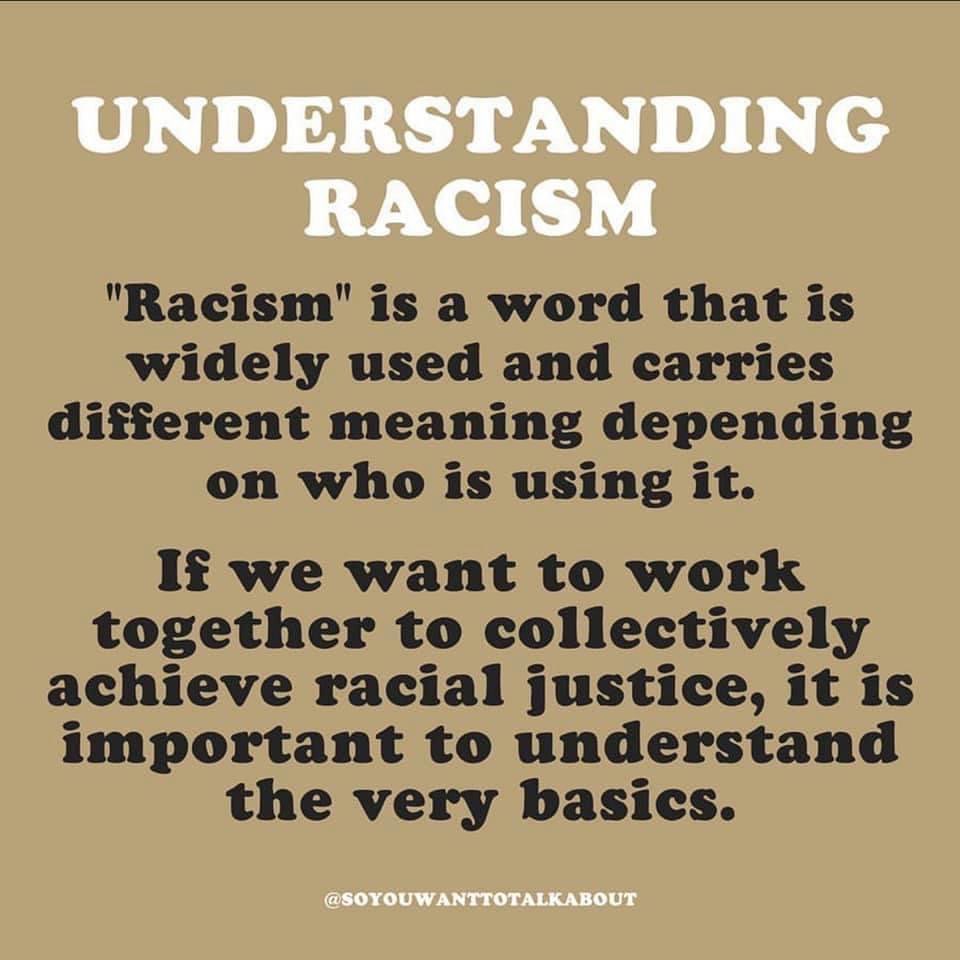 UNDERSTANDING
RACISM
"Racism" is a word that is
widely used and carries
different meaning depending
on who is using it.
If we want to work
together to collectively
achieve racial justice, it is
important to understand
the very basics.
@SOYOUWANTTOTALKABOUT